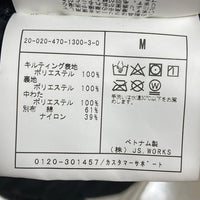 20-020-470-1300-3-0
M
キルティング表地
ポリエステル 100%
裏地
ポリエステル 100%
中わた
ポリエステル 100%
別布 綿 61%
ナイロン 39%
ベトナム製
(株) JS.WORKS
0120-301457/カスタマーサポート